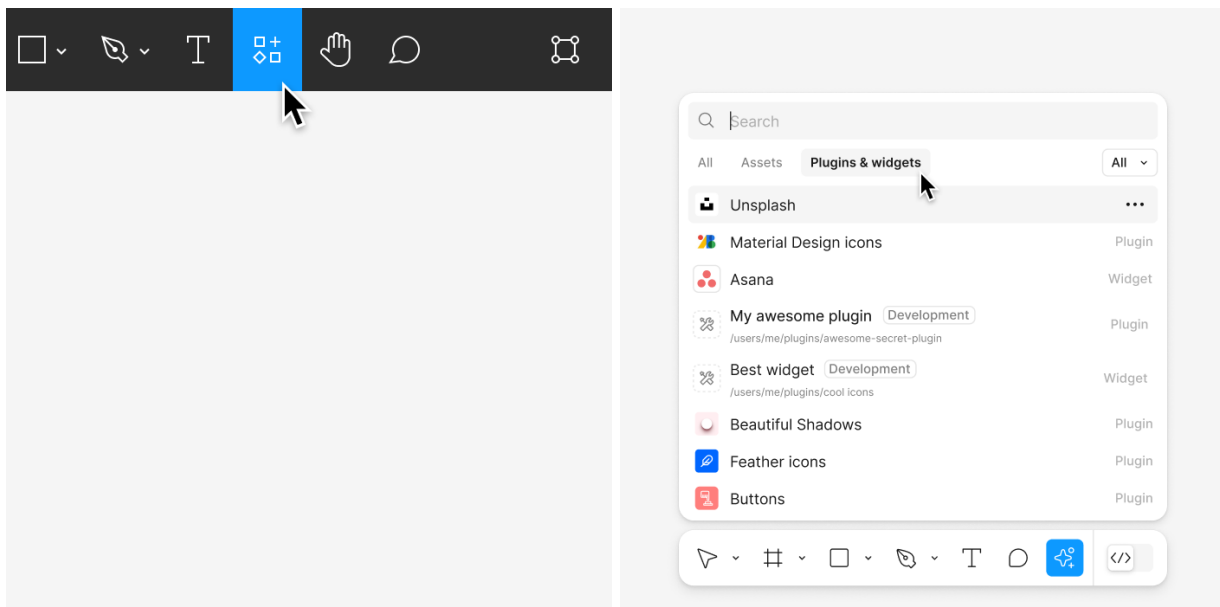 Search
All Assets Plugins & widgets All
Unsplash
Material Design icons Plugin
Asana Widget
My awesome plugin Development Plugin
/users/me/plugins/awesome-secret-plugin
Best widget Development Widget
/users/me/plugins/cool icons
Beautiful Shadows Plugin
Feather icons Plugin
Buttons Plugin